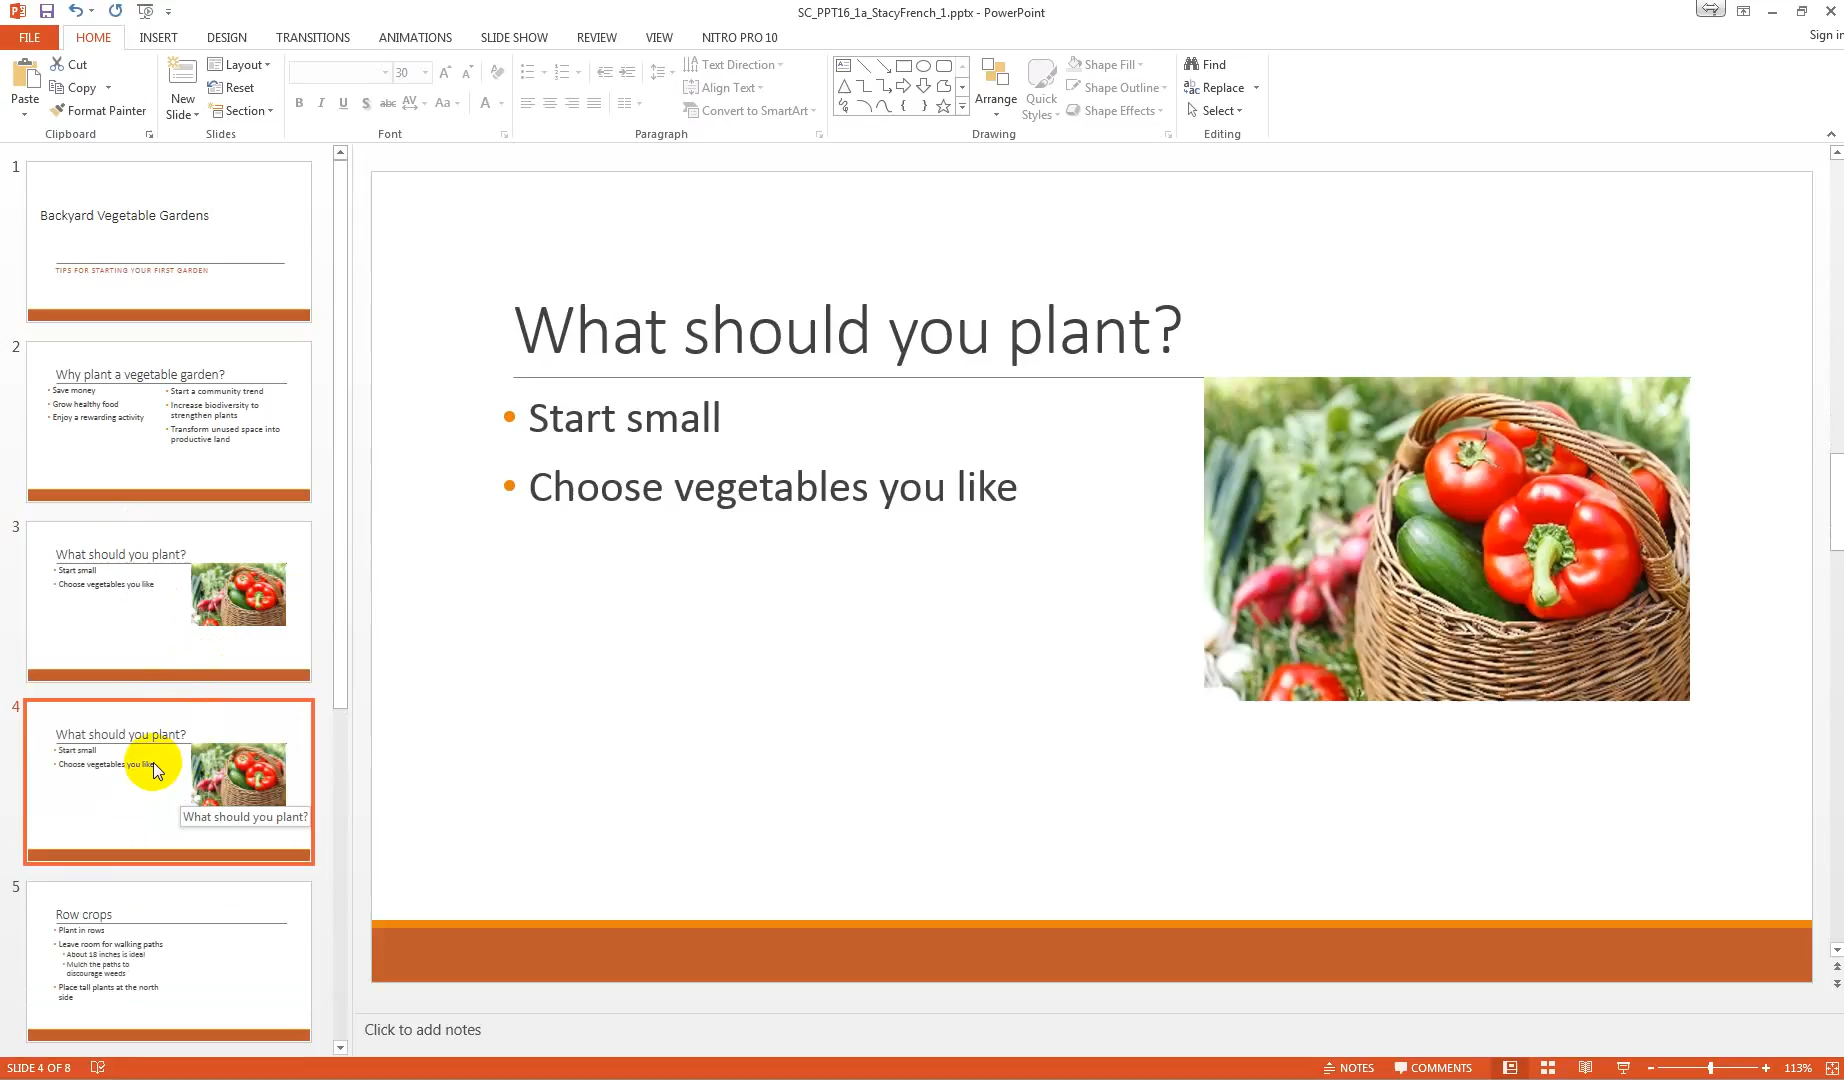 SC_PPT16_1a_StacyFrench_1.pptx - PowerPoint
FILE HOME INSERT DESIGN TRANSITIONS ANIMATIONS SLIDE SHOW REVIEW VIEW NITRO PRO 10
Sign in
Paste
Cut
Copy
Format Painter
Clipboard
New
Slide
Layout
Reset
Section
Slides
30
B I U S abc AV Aa A
Font
Text Direction
Align Text
Convert to SmartArt
Paragraph
Arrange
Quick
Styles
Shape Fill
Shape Outline
Shape Effects
Drawing
Find
Replace
Select
Editing
1
Backyard Vegetable Gardens
TIPS FOR STARTING YOUR FIRST GARDEN
2
Why plant a vegetable garden?
• Save money
• Grow healthy food
• Enjoy a rewarding activity
• Start a community trend
• Increase biodiversity to
strengthen plants
• Transform unused space into
productive land
3
What should you plant?
• Start small
• Choose vegetables you like
4
What should you plant?
• Start small
• Choose vegetables you like
What should you plant?
5
Row crops
• Plant in rows
• Leave room for walking paths
• About 18 inches is ideal
• Mulch the paths to
discourage weeds
• Place tall plants at the north
side
What should you plant?
• Start small
• Choose vegetables you like
Click to add notes
SLIDE 4 OF 8
NOTES
COMMENTS
113%